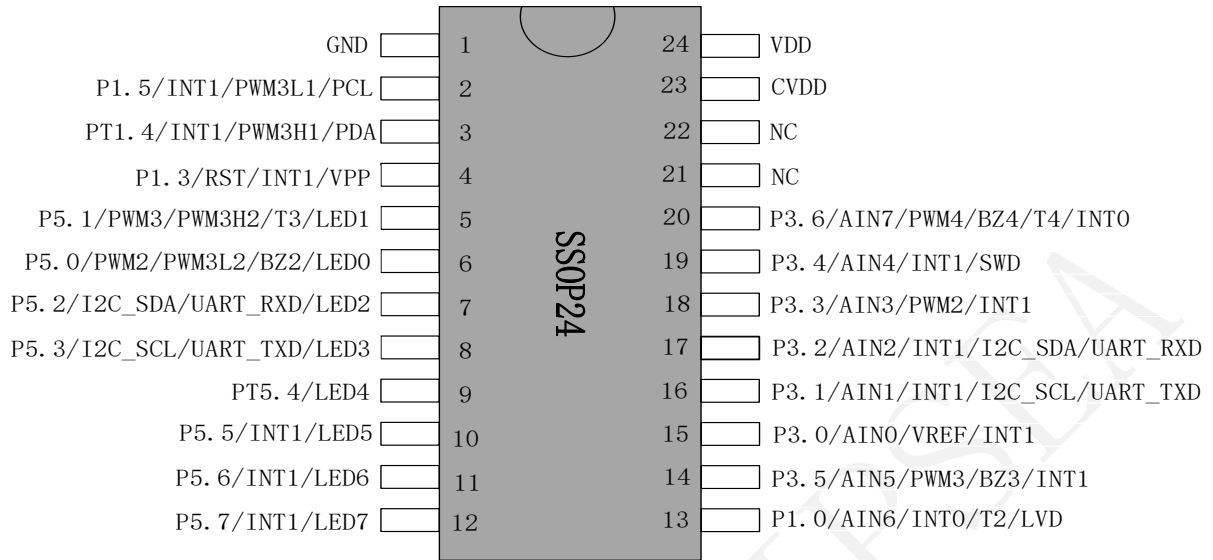 GND 1 24 VDD
P1.5/INT1/PWM3L1/PCL 2 23 CVDD
PT1.4/INT1/PWM3H1/PDA 3 22 NC
P1.3/RST/INT1/VPP 4 21 NC
P5.1/PWM3/PWM3H2/T3/LED1 5 20 P3.6/AIN7/PWM4/BZ4/T4/INT0
P5.0/PWM2/PWM3L2/BZ2/LED0 6 19 P3.4/AIN4/INT1/SWD
P5.2/I2C_SDA/UART_RXD/LED2 7 18 P3.3/AIN3/PWM2/INT1
P5.3/I2C_SCL/UART_TXD/LED3 8 17 P3.2/AIN2/INT1/I2C_SDA/UART_RXD
PT5.4/LED4 9 16 P3.1/AIN1/INT1/I2C_SCL/UART_TXD
P5.5/INT1/LED5 10 15 P3.0/AIN0/VREF/INT1
P5.6/INT1/LED6 11 14 P3.5/AIN5/PWM3/BZ3/INT1
P5.7/INT1/LED7 12 13 P1.0/AIN6/INT0/T2/LVD
SSOP24